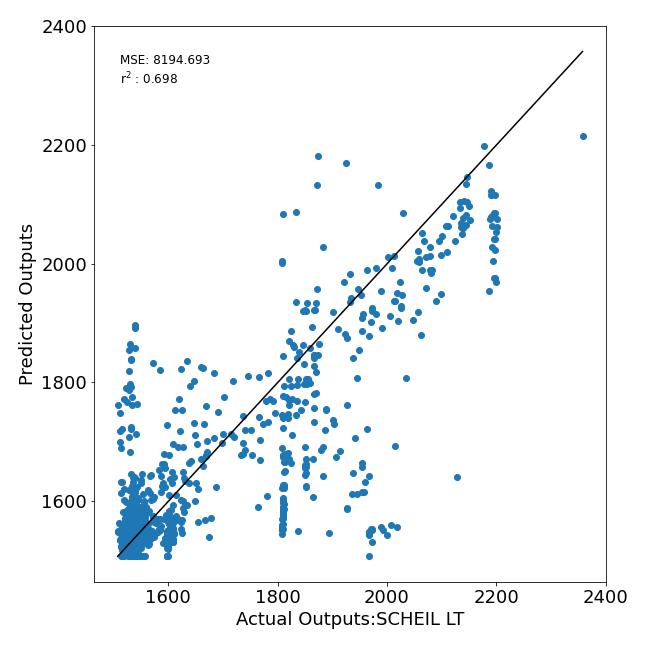 MSE: 8194.693
r² : 0.698
2400
2200
2000
1800
1600
Predicted Outputs
1600 1800 2000 2200 2400
Actual Outputs:SCHEIL LT